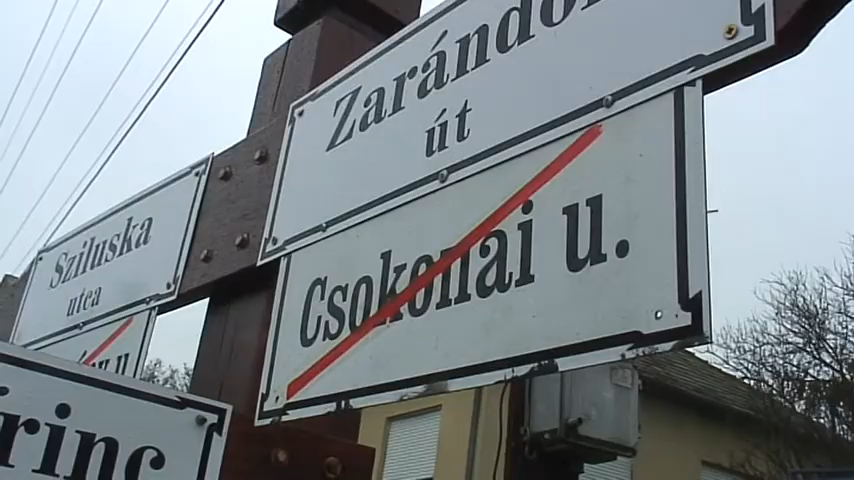 Zarándo
út
Csokonai u.
Sziluska
utca
u
rinc